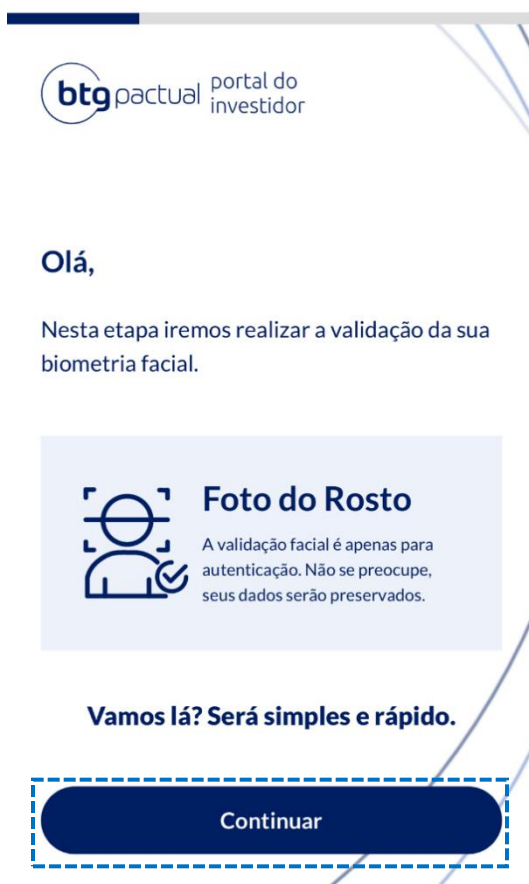 btg pactual portal do
investidor
Olá,
Nesta etapa iremos realizar a validação da sua
biometria facial.
Foto do Rosto
A validação facial é apenas para
autenticação. Não se preocupe,
seus dados serão preservados.
Vamos lá? Será simples e rápido.
Continuar